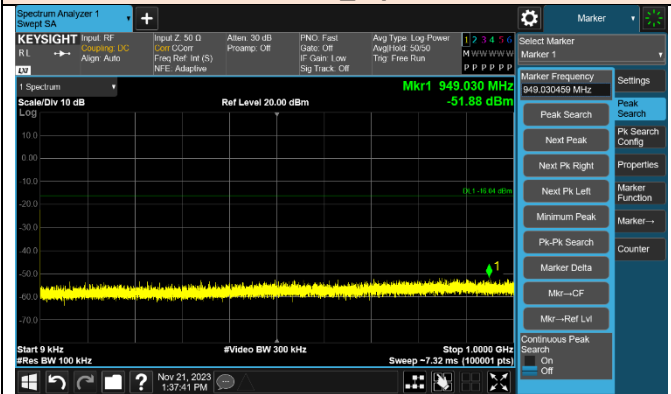 Spectrum Analyzer 1
Swept SA
+
Marker
KEYSIGHT
RL
LXI
Input: RF
Coupling: DC
Align: Auto
Input Z: 50 Ω
Corr CCorr
Freq Ref: Int (S)
NFE: Adaptive
Atten: 30 dB
Preamp: Off
PNO: Fast
Gate: Off
IF Gain: Low
Sig Track: Off
Avg Type: Log-Power
Avg|Hold: 50/50
Trig: Free Run
1 2 3 4 5 6
M W W W W W
P P P P P P
Select Marker
Marker 1
1 Spectrum
Scale/Div 10 dB
Log
Ref Level 20.00 dBm
Mkr1 949.030 MHz
-51.88 dBm
10.0
0.00
-10.0
DL1 -16.64 dBm
-20.0
-30.0
-40.0
-50.0
1
-60.0
-70.0
Start 9 kHz
#Res BW 100 kHz
#Video BW 300 kHz
Stop 1.0000 GHz
Sweep ~7.32 ms (100001 pts)
Marker Frequency
949.030459 MHz
Peak Search
Next Peak
Next Pk Right
Next Pk Left
Minimum Peak
Pk-Pk Search
Marker Delta
Mkr→CF
Mkr→Ref Lvl
Continuous Peak
Search
On
Off
Settings
Peak
Search
Pk Search
Config
Properties
Marker
Function
Marker→
Counter
?
Nov 21, 2023
1:37:41 PM